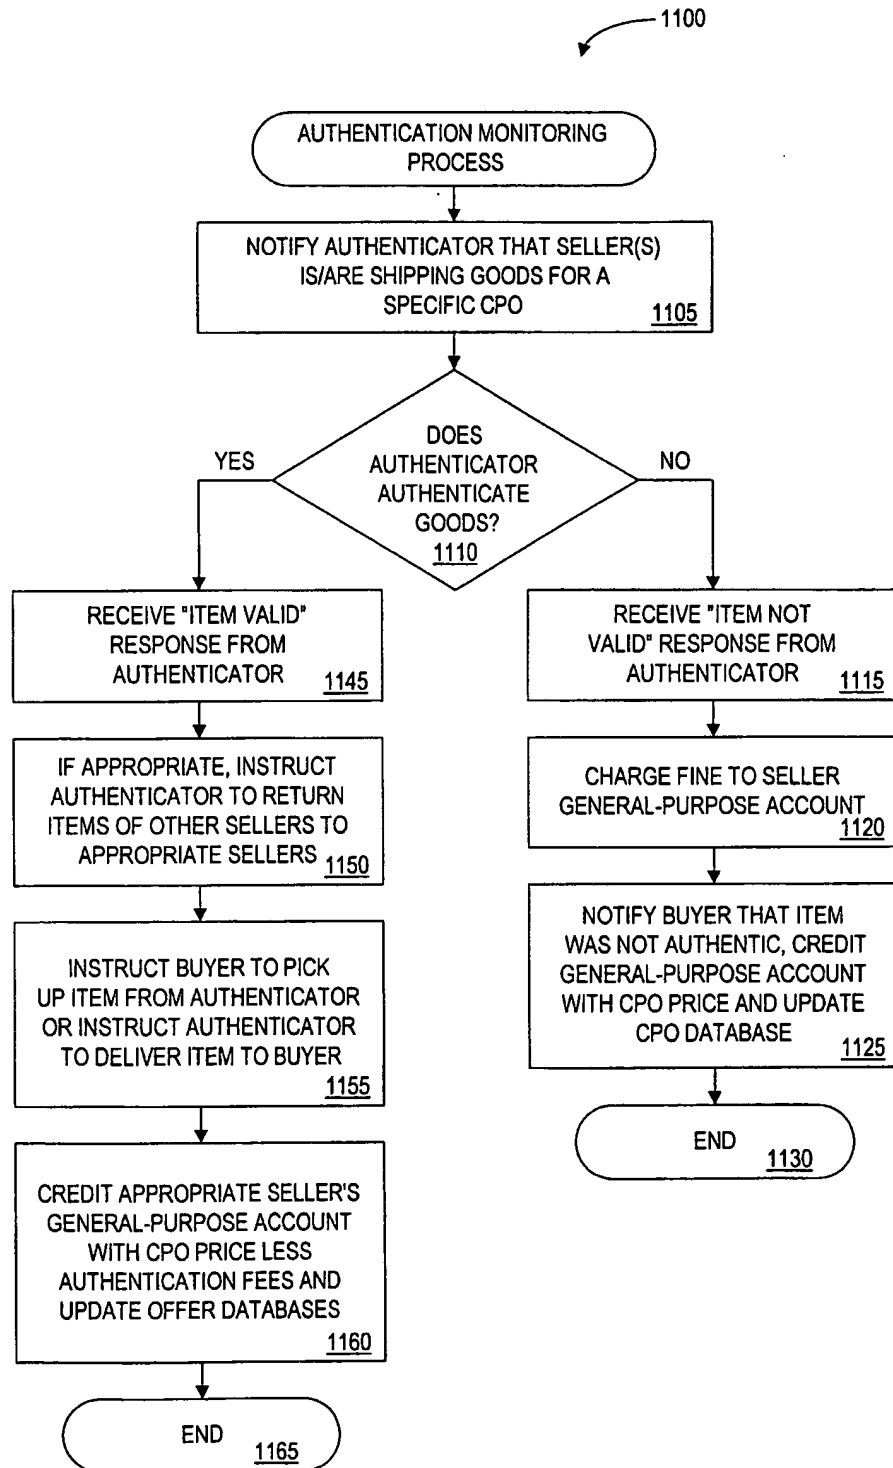 1100
AUTHENTICATION MONITORING
PROCESS
NOTIFY AUTHENTICATOR THAT SELLER(S)
IS/ARE SHIPPING GOODS FOR A
SPECIFIC CPO
1105
DOES
AUTHENTICATOR
AUTHENTICATE
GOODS?
1110
YES
NO
RECEIVE "ITEM VALID"
RESPONSE FROM
AUTHENTICATOR
1145
IF APPROPRIATE, INSTRUCT
AUTHENTICATOR TO RETURN
ITEMS OF OTHER SELLERS TO
APPROPRIATE SELLERS
1150
INSTRUCT BUYER TO PICK
UP ITEM FROM AUTHENTICATOR
OR INSTRUCT AUTHENTICATOR
TO DELIVER ITEM TO BUYER
1155
CREDIT APPROPRIATE SELLER'S
GENERAL-PURPOSE ACCOUNT
WITH CPO PRICE LESS
AUTHENTICATION FEES AND
UPDATE OFFER DATABASES
1160
END
1165
RECEIVE "ITEM NOT
VALID" RESPONSE FROM
AUTHENTICATOR
1115
CHARGE FINE TO SELLER
GENERAL-PURPOSE ACCOUNT
1120
NOTIFY BUYER THAT ITEM
WAS NOT AUTHENTIC, CREDIT
GENERAL-PURPOSE ACCOUNT
WITH CPO PRICE AND UPDATE
CPO DATABASE
1125
END
1130